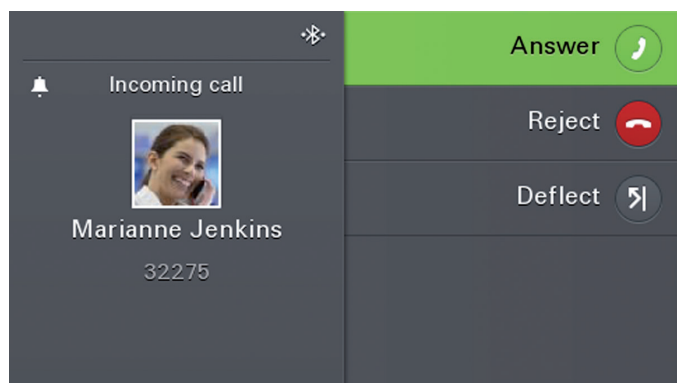 Incoming call
Marianne Jenkins
32275
Answer
Reject
Deflect